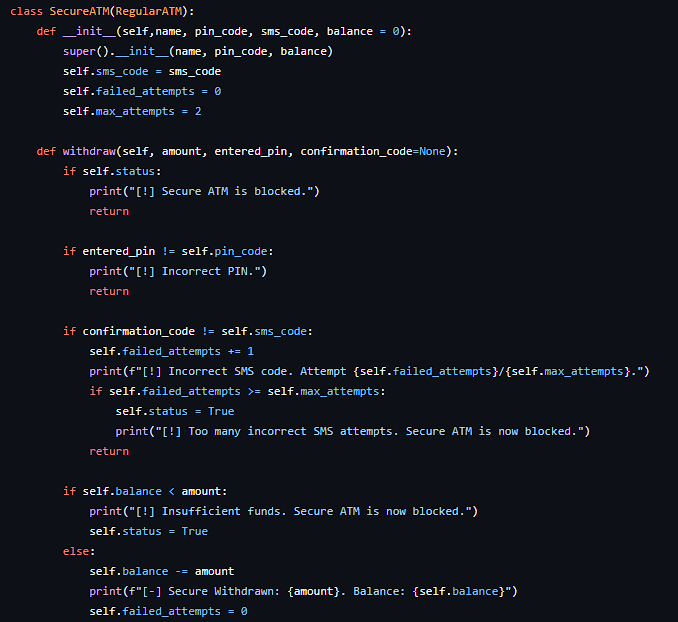 class SecureATM(RegularATM):
    def __init__(self,name, pin_code, sms_code, balance = 0):
        super().__init__(name, pin_code, balance)
        self.sms_code = sms_code
        self.failed_attempts = 0
        self.max_attempts = 2

    def withdraw(self, amount, entered_pin, confirmation_code=None):
        if self.status:
            print("[!] Secure ATM is blocked.")
            return

        if entered_pin != self.pin_code:
            print("[!] Incorrect PIN.")
            return

        if confirmation_code != self.sms_code:
            self.failed_attempts += 1
            print(f"[!] Incorrect SMS code. Attempt {self.failed_attempts}/{self.max_attempts}.")
            if self.failed_attempts >= self.max_attempts:
                self.status = True
                print("[!] Too many incorrect SMS attempts. Secure ATM is now blocked.")
            return

        if self.balance < amount:
            print("[!] Insufficient funds. Secure ATM is now blocked.")
            self.status = True
        else:
            self.balance -= amount
            print(f"[-] Secure Withdrawn: {amount}. Balance: {self.balance}")
            self.failed_attempts = 0